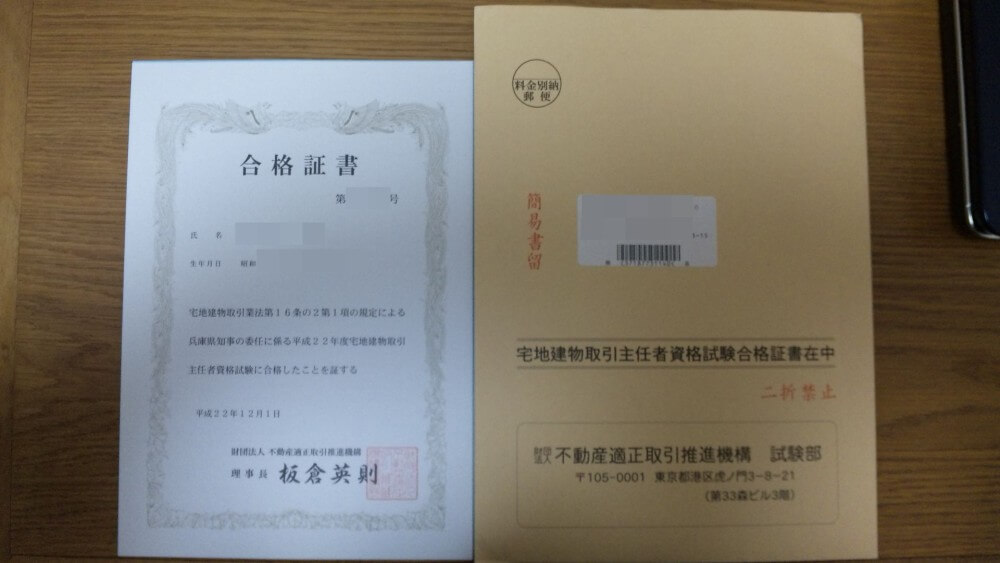 合格証書
第 号
氏 名
生年月日 昭和
宅地建物取引業法第16条の2第1項の規定による
兵庫県知事の委任に係る平成22年度宅地建物取引
主任者資格試験に合格したことを証する
平成22年12月1日
財団法人 不動産適正取引推進機構
理事長 板倉英則
料金別納
郵便
簡易書留
5-15
宅地建物取引主任者資格試験合格証書在中
二折禁止
財団法人 不動産適正取引推進機構 試験部
〒105-0001 東京都港区虎ノ門3-8-21
(第33森ビル3階)